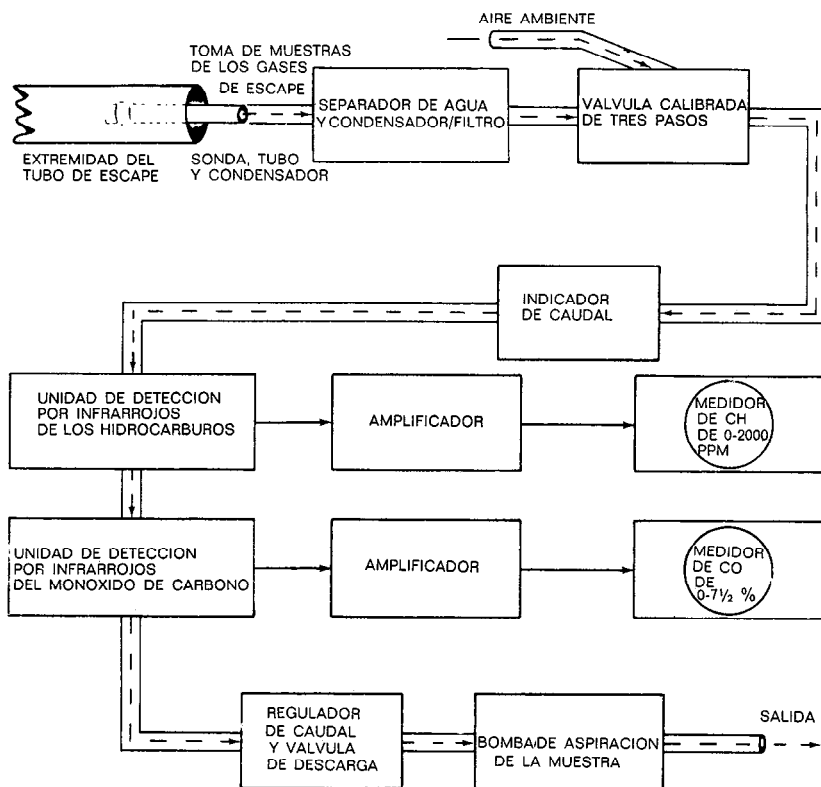 AIRE AMBIENTE
TOMA DE MUESTRAS
DE LOS GASES
DE ESCAPE
SEPARADOR DE AGUA
Y CONDENSADOR/FILTRO
VALVULA CALIBRADA
DE TRES PASOS
EXTREMIDAD DEL
TUBO DE ESCAPE
SONDA, TUBO
Y CONDENSADOR
INDICADOR
DE CAUDAL
UNIDAD DE DETECCION
POR INFRARROJOS
DE LOS HIDROCARBUROS
AMPLIFICADOR
MEDIDOR
DE CH
DE 0-2000
PPM
UNIDAD DE DETECCION
POR INFRARROJOS
DEL MONOXIDO DE CARBONO
AMPLIFICADOR
MEDIDOR
DE CO
DE
0-7½ %
REGULADOR
DE CAUDAL
Y VALVULA
DE DESCARGA
BOMBA DE ASPIRACION
DE LA MUESTRA
SALIDA